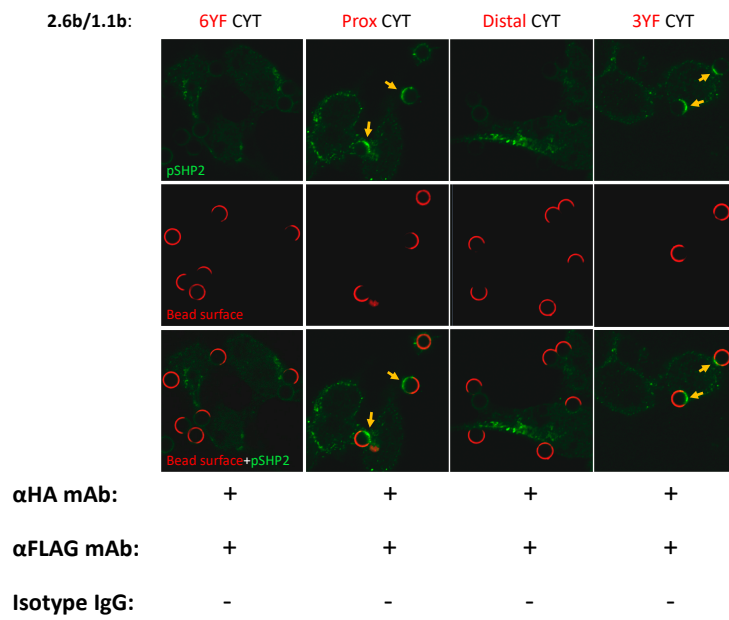 2.6b/1.1b: 6YF CYT Prox CYT Distal CYT 3YF CYT
pSHP2
Bead surface
Bead surface+pSHP2
αHA mAb: + + + +
αFLAG mAb: + + + +
Isotype IgG: - - - -